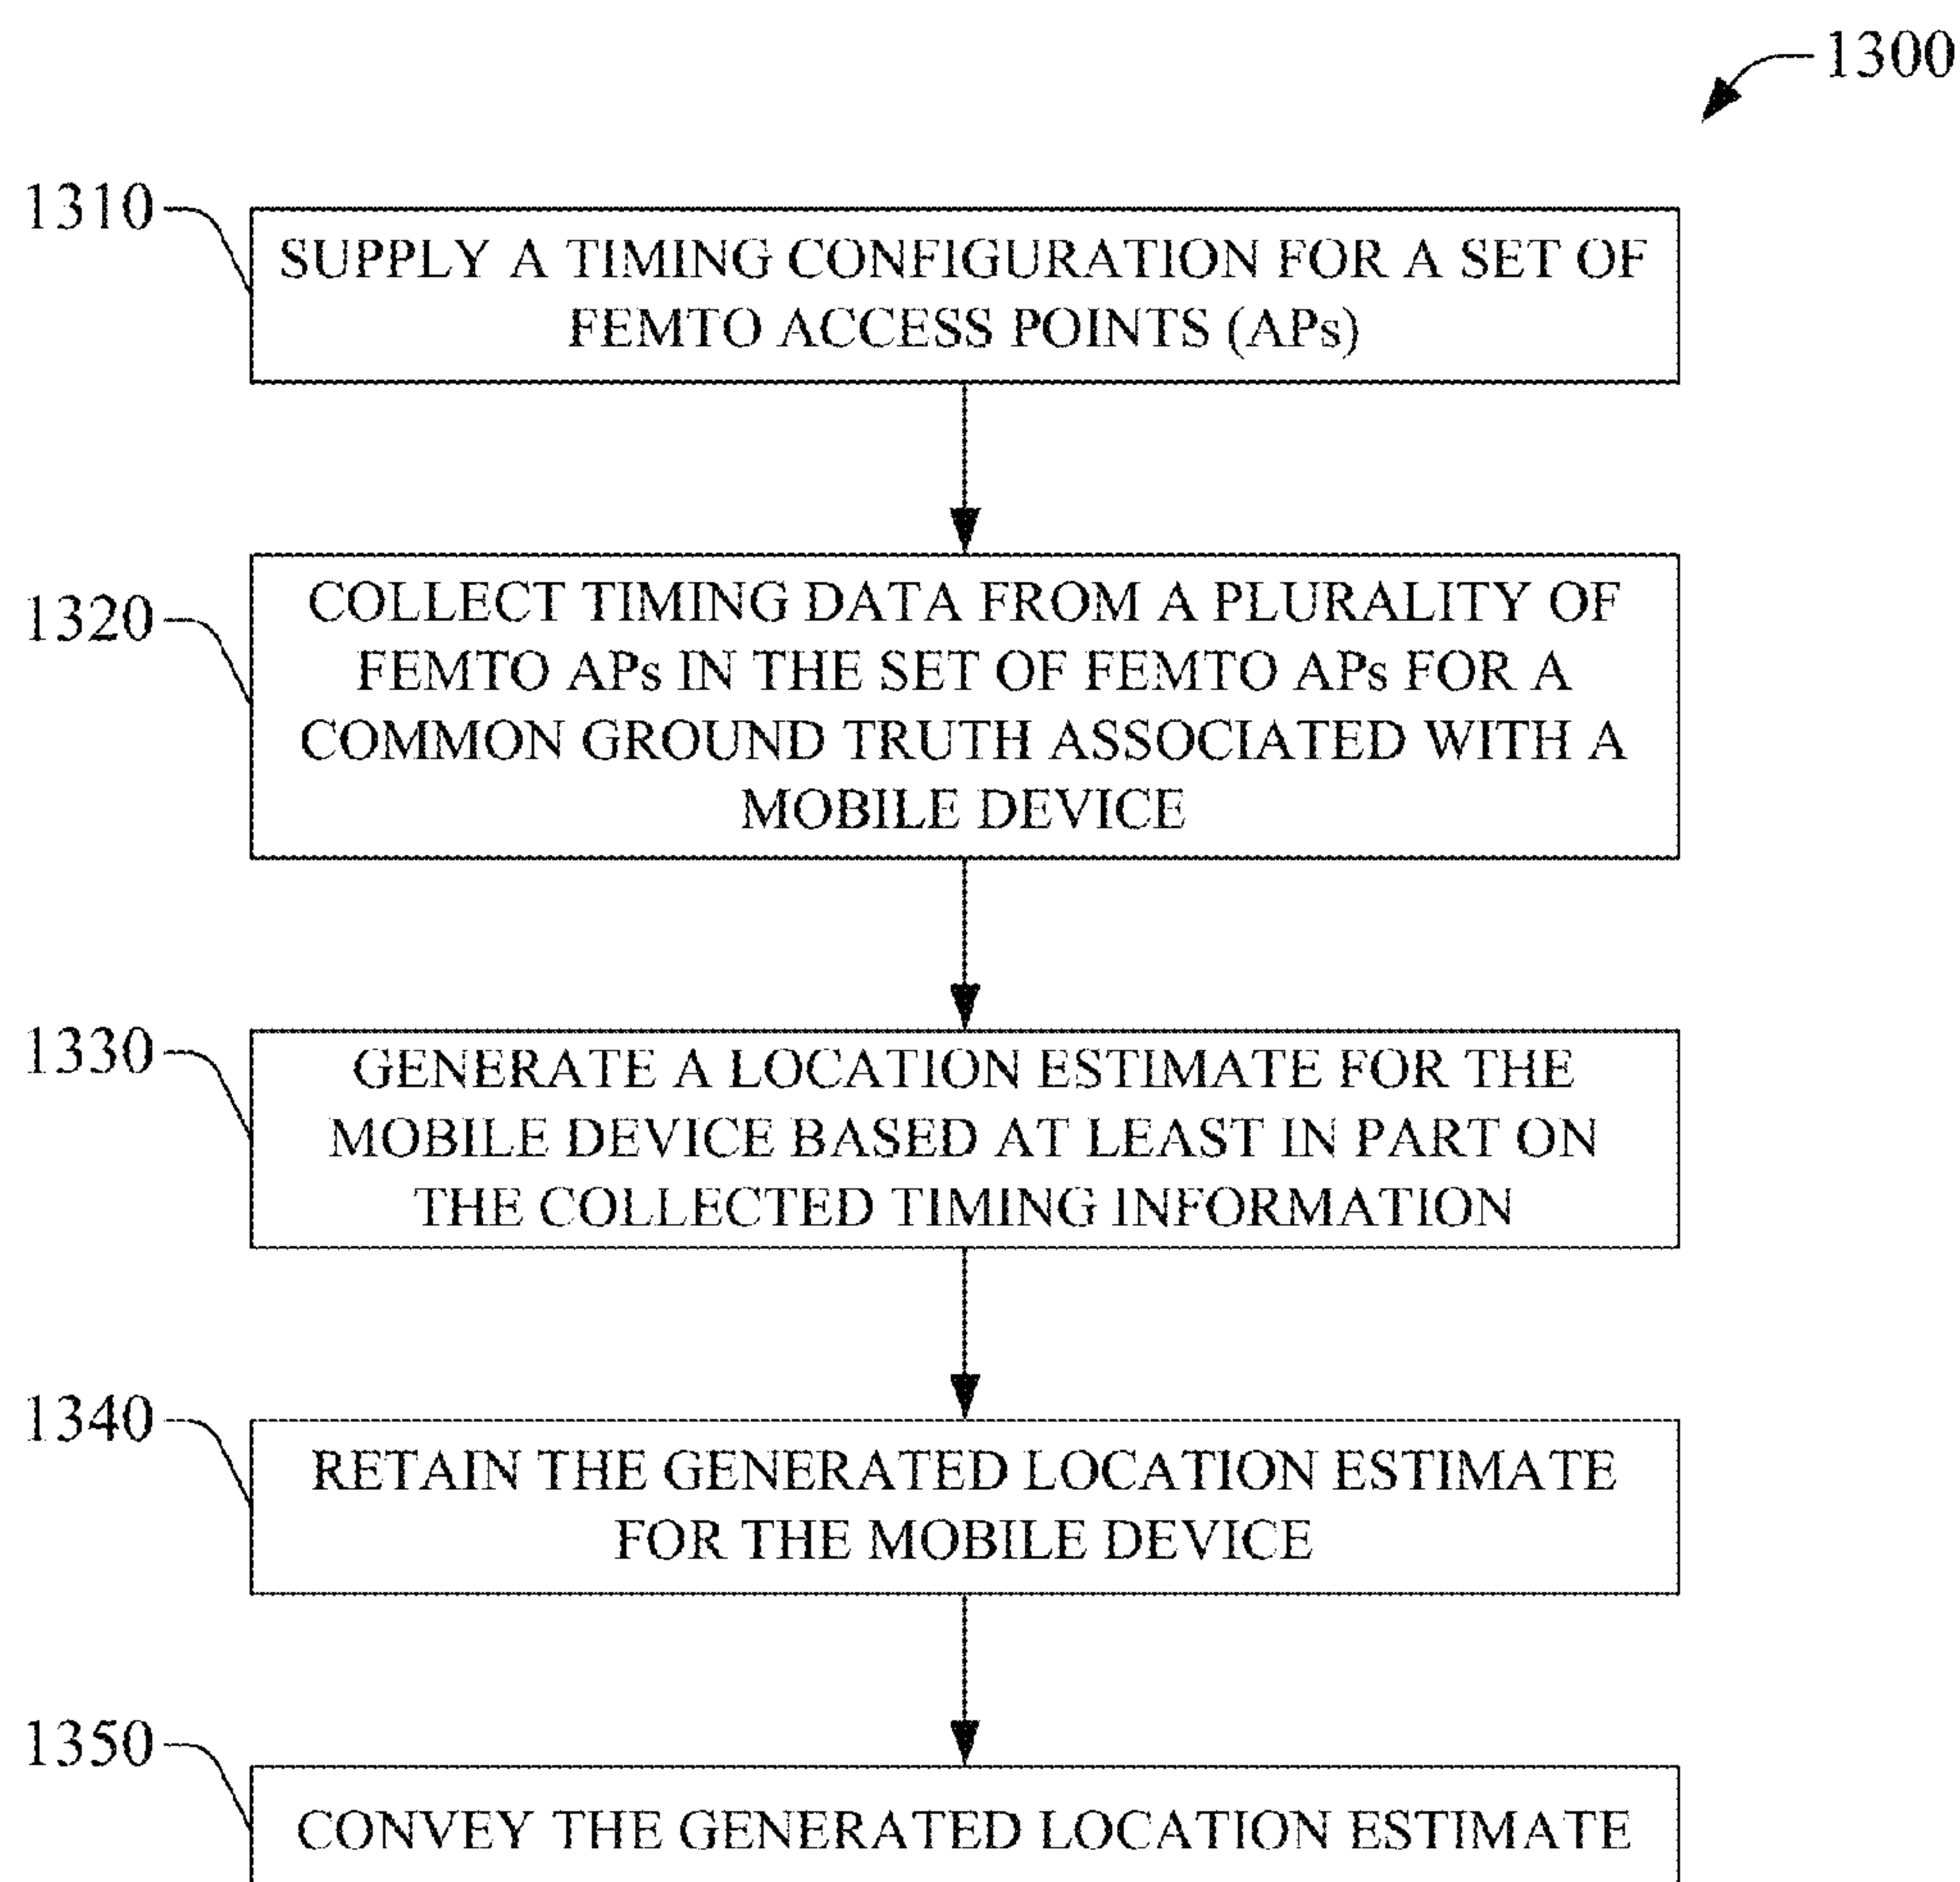 1300
1310
SUPPLY A TIMING CONFIGURATION FOR A SET OF
FEMTO ACCESS POINTS (APs)
1320
COLLECT TIMING DATA FROM A PLURALITY OF
FEMTO APs IN THE SET OF FEMTO APs FOR A
COMMON GROUND TRUTH ASSOCIATED WITH A
MOBILE DEVICE
1330
GENERATE A LOCATION ESTIMATE FOR THE
MOBILE DEVICE BASED AT LEAST IN PART ON
THE COLLECTED TIMING INFORMATION
1340
RETAIN THE GENERATED LOCATION ESTIMATE
FOR THE MOBILE DEVICE
1350
CONVEY THE GENERATED LOCATION ESTIMATE